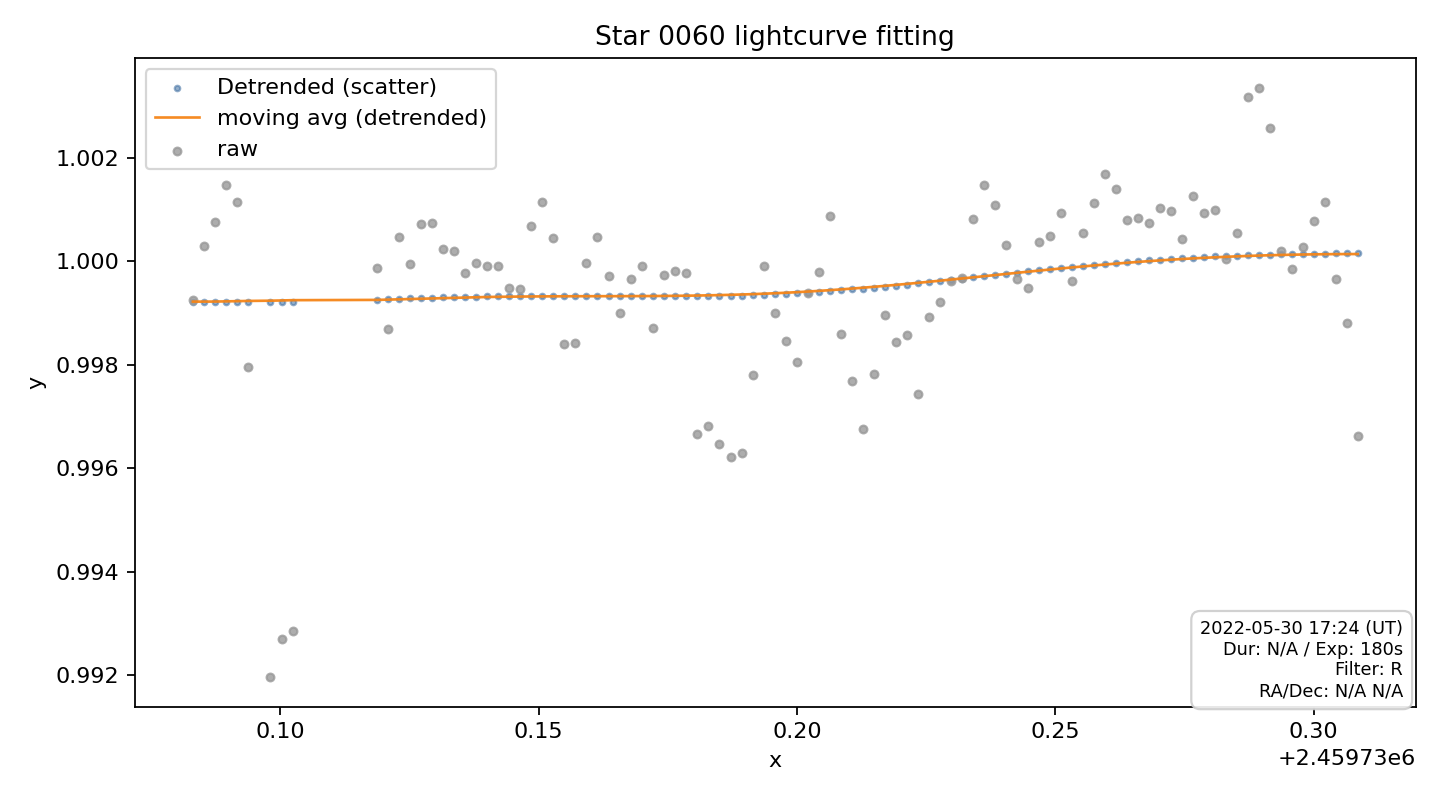 Star 0060 lightcurve fitting
Detrended (scatter)
moving avg (detrended)
raw
y
1.002
1.000
0.998
0.996
0.994
0.992
2022-05-30 17:24 (UT)
Dur: N/A / Exp: 180s
Filter: R
RA/Dec: N/A N/A
0.10 0.15 0.20 0.25 0.30
x
+2.45973e6